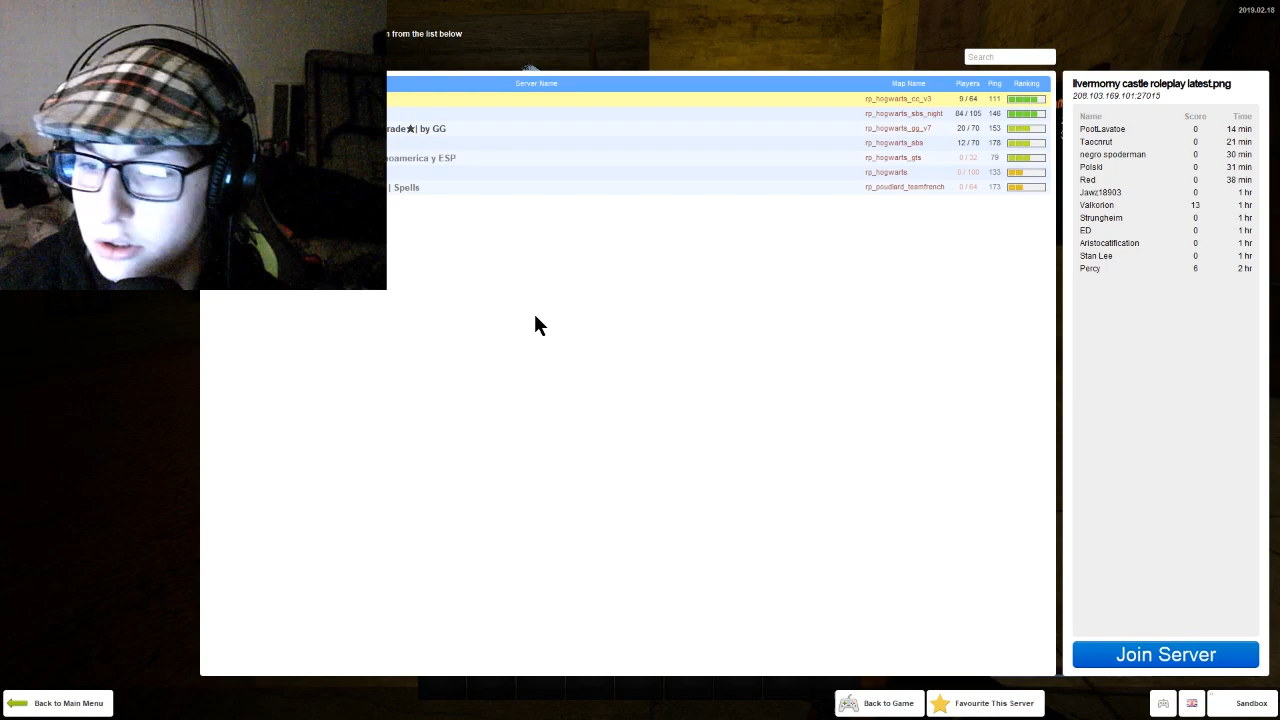 2019.02.18
from the list below
Search
Server Name Map Name Players Ping Ranking
rp_hogwarts_cc_v3 9 / 64 111
rp_hogwarts_sbs_night 84 / 105 146
rade★| by GG rp_hogwarts_gg_v7 20 / 70 153
rp_hogwarts_sbs 12 / 70 178
noamerica y ESP rp_hogwarts_gts 0 / 32 79
rp_hogwarts 0 / 100 133
| Spells rp_poudlard_teamfrench 0 / 64 173
ilvermorny castle roleplay latest.png
206.103.169.101:27015
Name Score Time
PootLavatoe 0 14 min
Taocnrut 0 21 min
negro spoderman 0 30 min
Polski 0 31 min
Red 0 38 min
Jawz18903 0 1 hr
Valkorion 13 1 hr
Strungheim 0 1 hr
ED 0 1 hr
Aristocatification 0 1 hr
Stan Lee 0 1 hr
Percy 6 2 hr
Join Server
Back to Main Menu
Back to Game
Favourite This Server
Sandbox